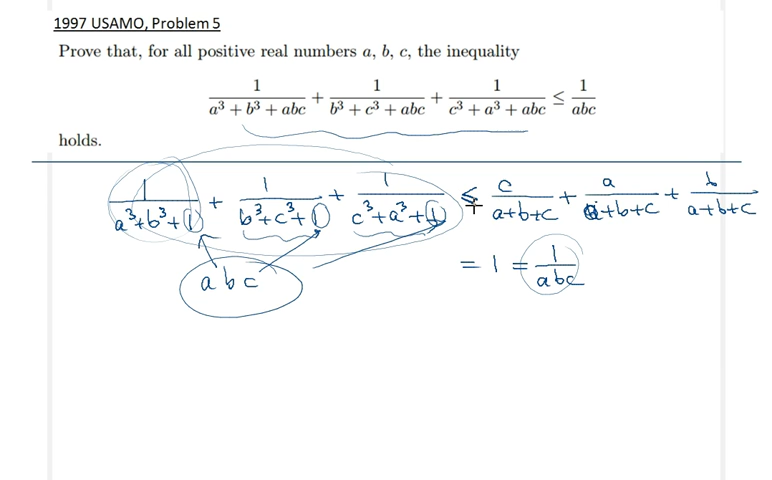 1997 USAMO, Problem 5
Prove that, for all positive real numbers a, b, c, the inequality
1/(a³ + b³ + abc) + 1/(b³ + c³ + abc) + 1/(c³ + a³ + abc) ≤ 1/abc
holds.
1/(a³+b³+1) + 1/(b³+c³+1) + 1/(c³+a³+1) ≤ c/(a+b+c) + a/(a+b+c) + b/(a+b+c)
abc = 1 = 1/abc